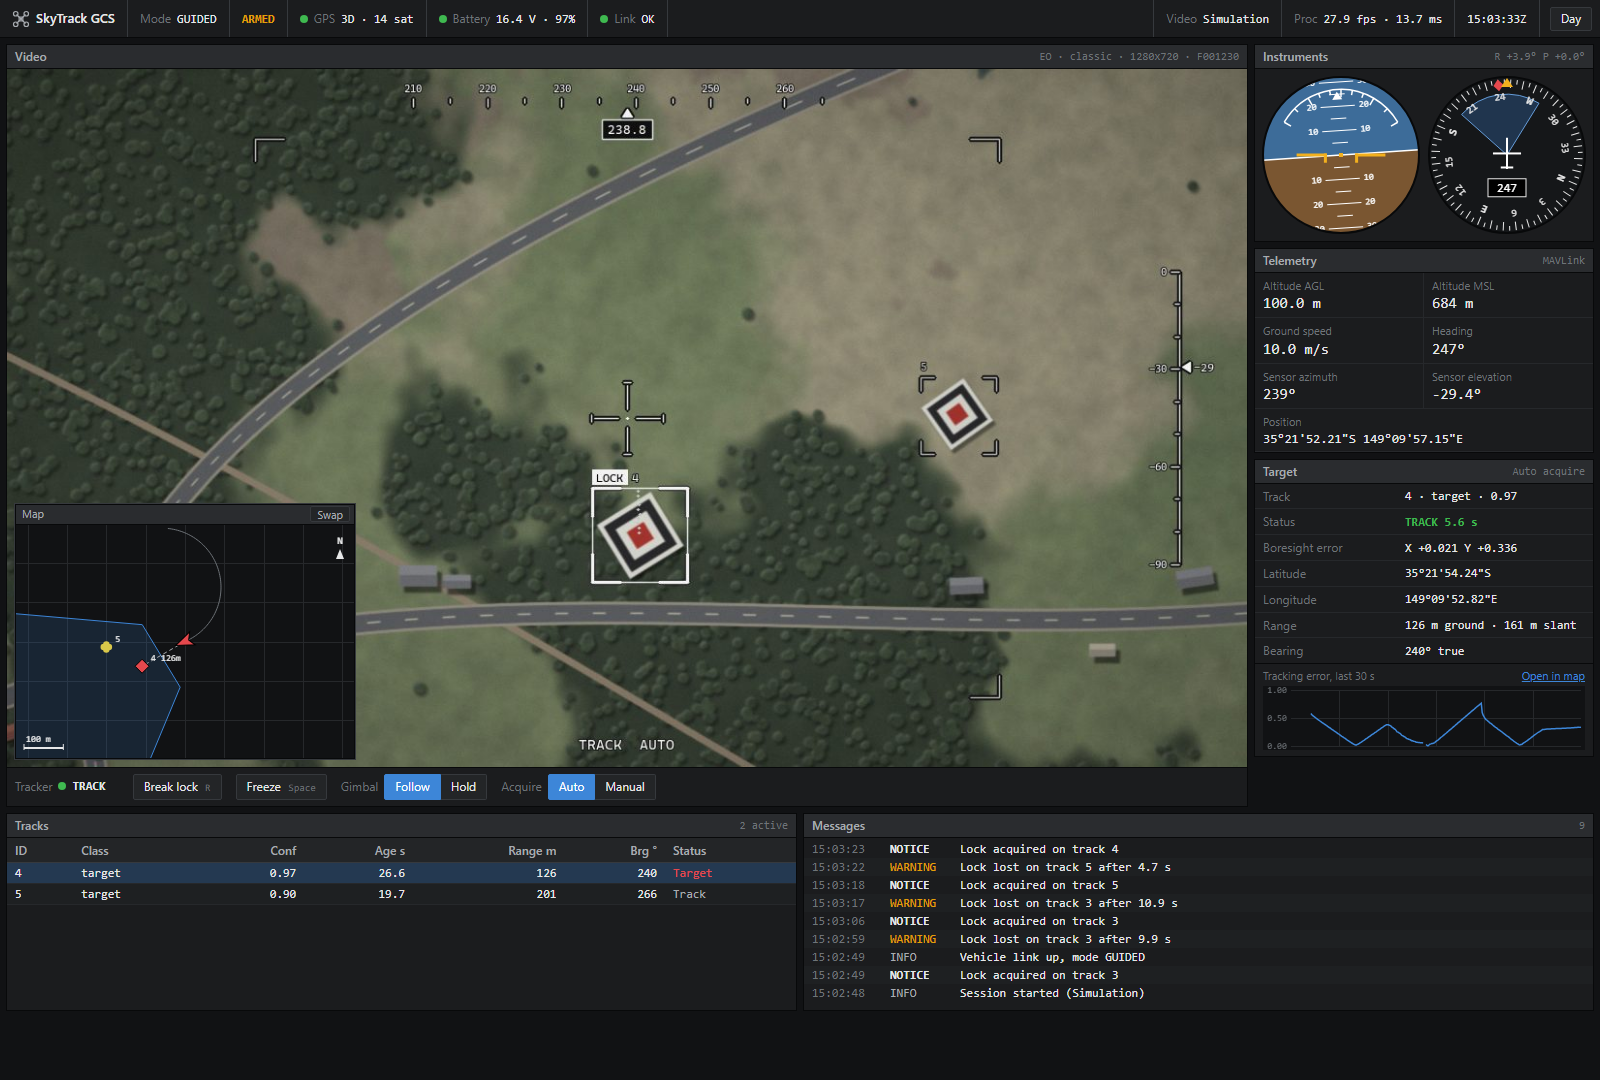 SkyTrack GCS
Mode GUIDED
ARMED
GPS 3D · 14 sat
Battery 16.4 V · 97%
Link OK
Video Simulation
Proc 27.9 fps · 13.7 ms
15:03:33Z
Day
Video
EO · classic · 1280x720 · F001230
210 220 230 240 250 260
238.8
0
-30
-29
-60
-90
5
LOCK 4
TRACK AUTO
Map
Swap
N
5
4 126m
100 m
Tracker TRACK
Break lock R
Freeze Space
Gimbal Follow Hold
Acquire Auto Manual
Instruments
R +3.9° P +0.0°
20 20
10 10
10 10
20 20
S 21 24 W 30 33 N 3 6 E 12 15
247
Telemetry
MAVLink
Altitude AGL
100.0 m
Altitude MSL
684 m
Ground speed
10.0 m/s
Heading
247°
Sensor azimuth
239°
Sensor elevation
-29.4°
Position
35°21'52.21"S 149°09'57.15"E
Target
Auto acquire
Track 4 · target · 0.97
Status TRACK 5.6 s
Boresight error X +0.021 Y +0.336
Latitude 35°21'54.24"S
Longitude 149°09'52.82"E
Range 126 m ground · 161 m slant
Bearing 240° true
Tracking error, last 30 s
Open in map
1.00
0.50
0.00
Tracks
2 active
ID Class Conf Age s Range m Brg ° Status
4 target 0.97 26.6 126 240 Target
5 target 0.90 19.7 201 266 Track
Messages
9
15:03:23 NOTICE Lock acquired on track 4
15:03:22 WARNING Lock lost on track 5 after 4.7 s
15:03:18 NOTICE Lock acquired on track 5
15:03:17 WARNING Lock lost on track 3 after 10.9 s
15:03:06 NOTICE Lock acquired on track 3
15:02:59 WARNING Lock lost on track 3 after 9.9 s
15:02:49 INFO Vehicle link up, mode GUIDED
15:02:49 NOTICE Lock acquired on track 3
15:02:48 INFO Session started (Simulation)